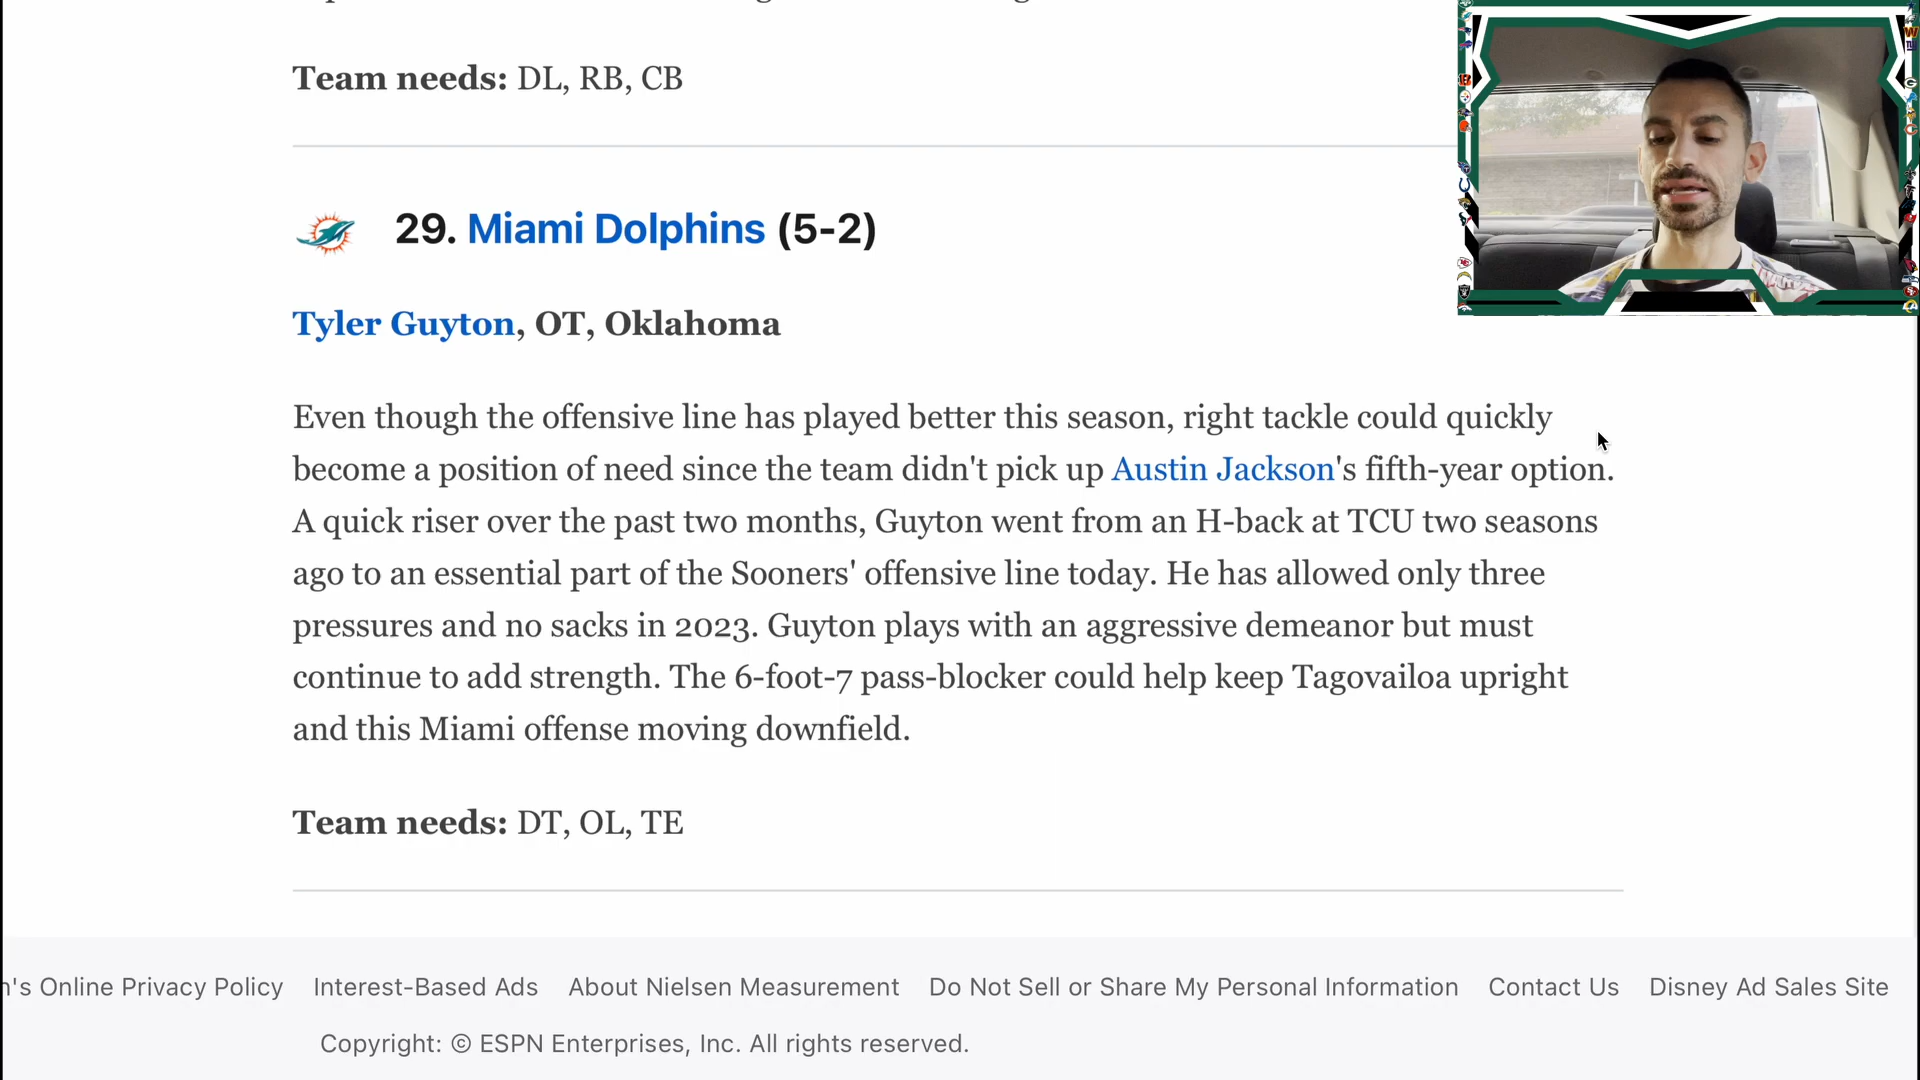 Team needs: DL, RB, CB
29. Miami Dolphins (5-2)
Tyler Guyton, OT, Oklahoma
Even though the offensive line has played better this season, right tackle could quickly
become a position of need since the team didn't pick up Austin Jackson's fifth-year option.
A quick riser over the past two months, Guyton went from an H-back at TCU two seasons
ago to an essential part of the Sooners' offensive line today. He has allowed only three
pressures and no sacks in 2023. Guyton plays with an aggressive demeanor but must
continue to add strength. The 6-foot-7 pass-blocker could help keep Tagovailoa upright
and this Miami offense moving downfield.
Team needs: DT, OL, TE
's Online Privacy Policy Interest-Based Ads About Nielsen Measurement Do Not Sell or Share My Personal Information Contact Us Disney Ad Sales Site
Copyright: © ESPN Enterprises, Inc. All rights reserved.